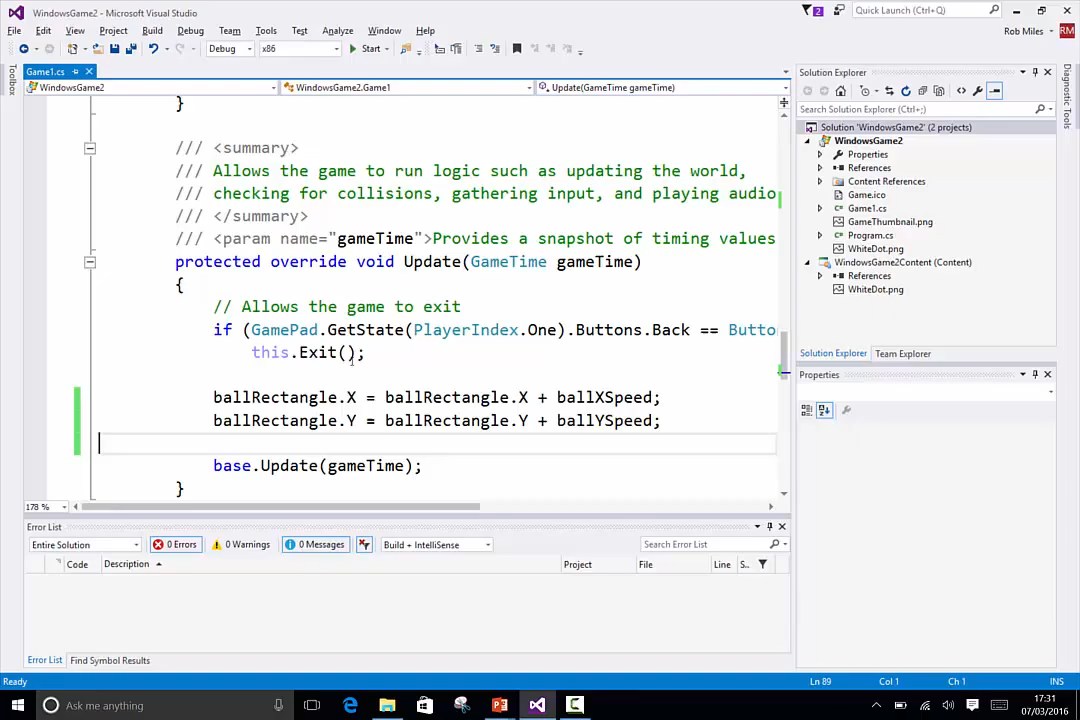 WindowsGame2 - Microsoft Visual Studio
2
Quick Launch (Ctrl+Q)
File Edit View Project Build Debug Team Tools Test Analyze Window Help
Rob Miles
RM
Debug x86 Start
Toolbox
Game1.cs
WindowsGame2 WindowsGame2.Game1 Update(GameTime gameTime)
}
/// <summary>
/// Allows the game to run logic such as updating the world,
/// checking for collisions, gathering input, and playing audio
/// </summary>
/// <param name="gameTime">Provides a snapshot of timing values
protected override void Update(GameTime gameTime)
{
// Allows the game to exit
if (GamePad.GetState(PlayerIndex.One).Buttons.Back == Butto
this.Exit();
ballRectangle.X = ballRectangle.X + ballXSpeed;
ballRectangle.Y = ballRectangle.Y + ballYSpeed;
base.Update(gameTime);
}
178 %
Error List
Entire Solution 0 Errors 0 Warnings 0 Messages Build + IntelliSense Search Error List
Code Description Project File Line S..
Error List Find Symbol Results
Solution Explorer
Search Solution Explorer (Ctrl+;)
Solution 'WindowsGame2' (2 projects)
WindowsGame2
Properties
References
Content References
Game.ico
Game1.cs
GameThumbnail.png
Program.cs
WhiteDot.png
WindowsGame2Content (Content)
References
WhiteDot.png
Solution Explorer Team Explorer
Properties
Diagnostic Tools
Ready Ln 89 Col 1 Ch 1 INS
Ask me anything
17:31
07/03/2016